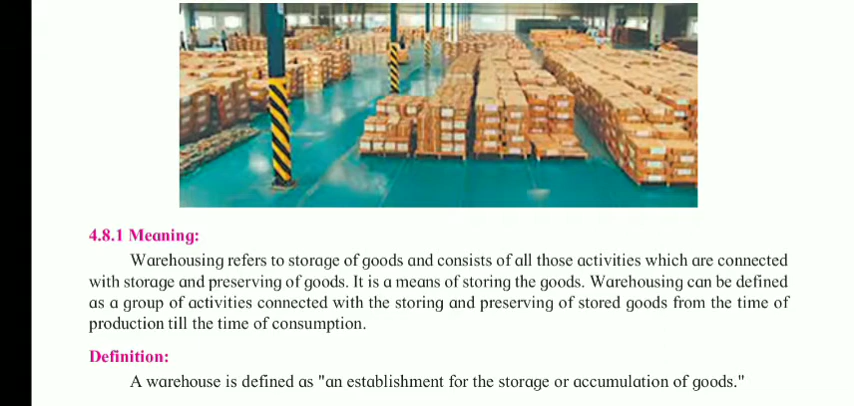 4.8.1 Meaning:
Warehousing refers to storage of goods and consists of all those activities which are connected
with storage and preserving of goods. It is a means of storing the goods. Warehousing can be defined
as a group of activities connected with the storing and preserving of stored goods from the time of
production till the time of consumption.
Definition:
A warehouse is defined as "an establishment for the storage or accumulation of goods."